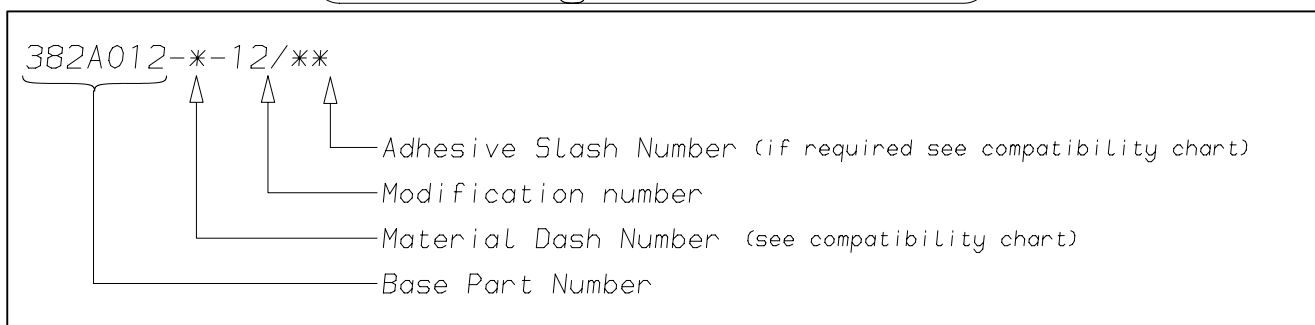 382A012-*-12/**
Adhesive Slash Number (if required see compatibility chart)
Modification number
Material Dash Number (see compatibility chart)
Base Part Number